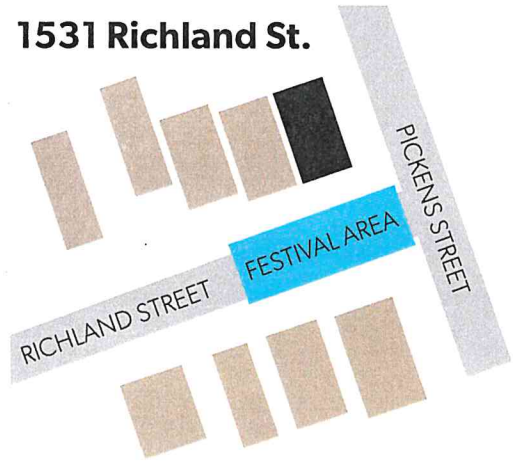 1531 Richland St.
PICKENS STREET
FESTIVAL AREA
RICHLAND STREET